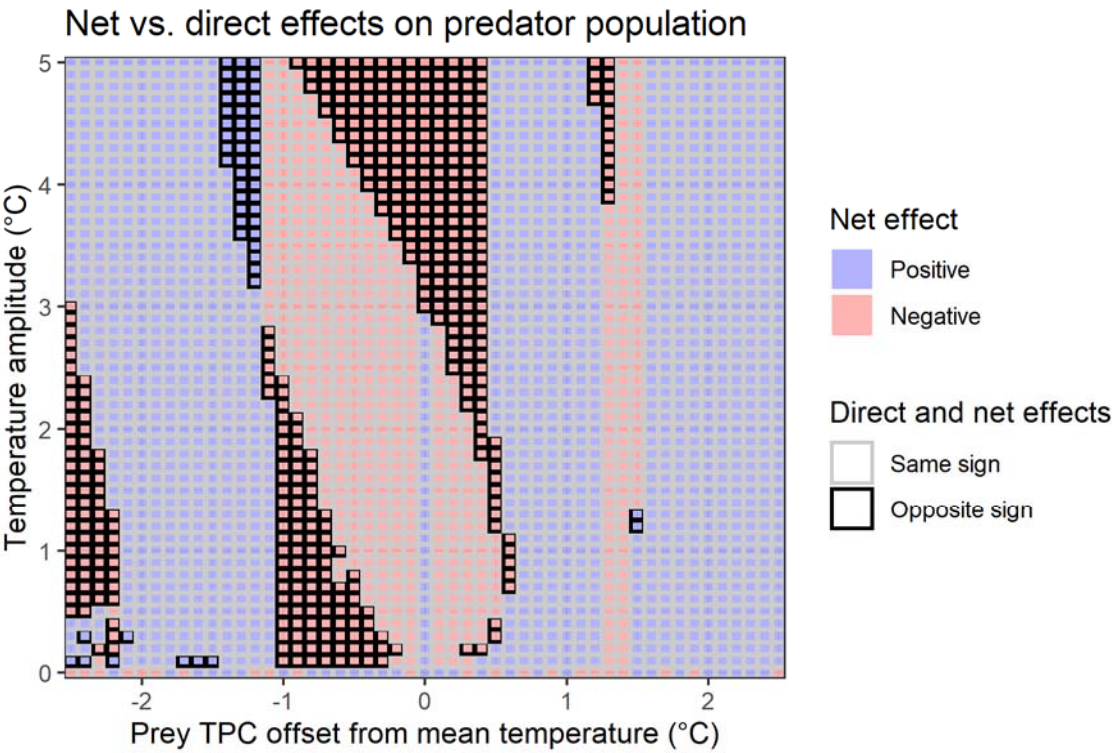 Net vs. direct effects on predator population
5
4
3
2
1
0
Temperature amplitude (°C)
-2
-1
0
1
2
Prey TPC offset from mean temperature (°C)
Net effect
Positive
Negative
Direct and net effects
Same sign
Opposite sign